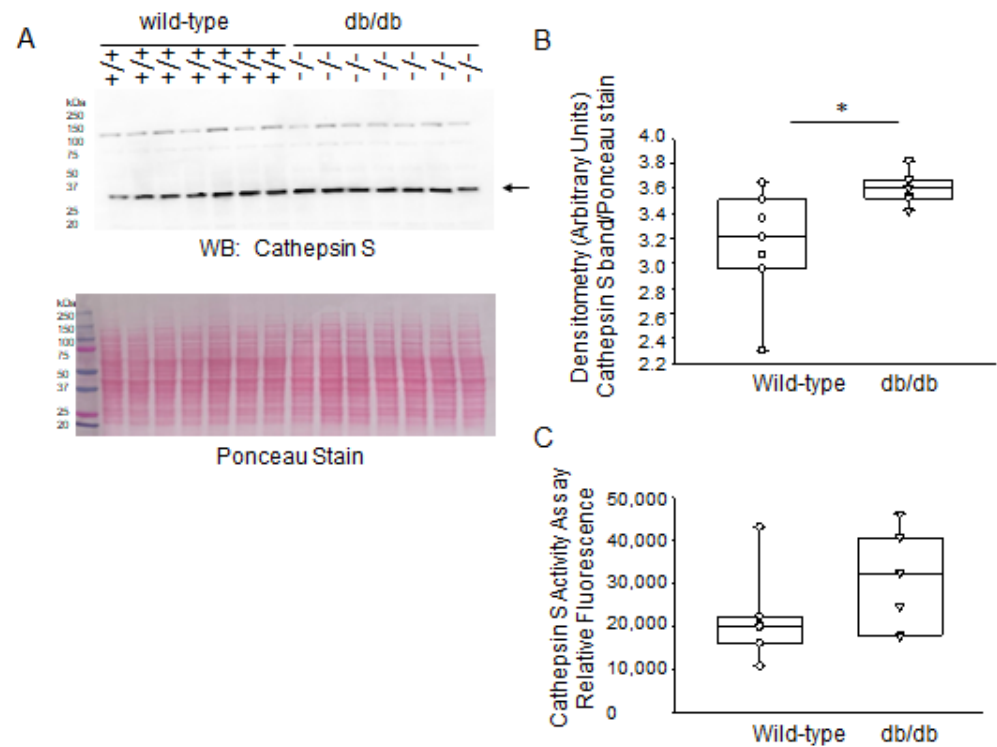 A
wild-type db/db
+/+ +/+ +/+ +/+ +/+ +/+ +/+ -/- -/- -/- -/- -/- -/- -/-
kDa
250
150
100
75
50
37
25
20
WB: Cathepsin S
kDa
250
150
100
75
50
37
25
20
Ponceau Stain
B
Densitometry (Arbitrary Units)
Cathepsin S band/Ponceau stain
*
4.0
3.8
3.6
3.4
3.2
3.0
2.8
2.6
2.4
2.2
Wild-type db/db
C
Cathepsin S Activity Assay
Relative Fluorescence
50,000
40,000
30,000
20,000
10,000
0
Wild-type db/db